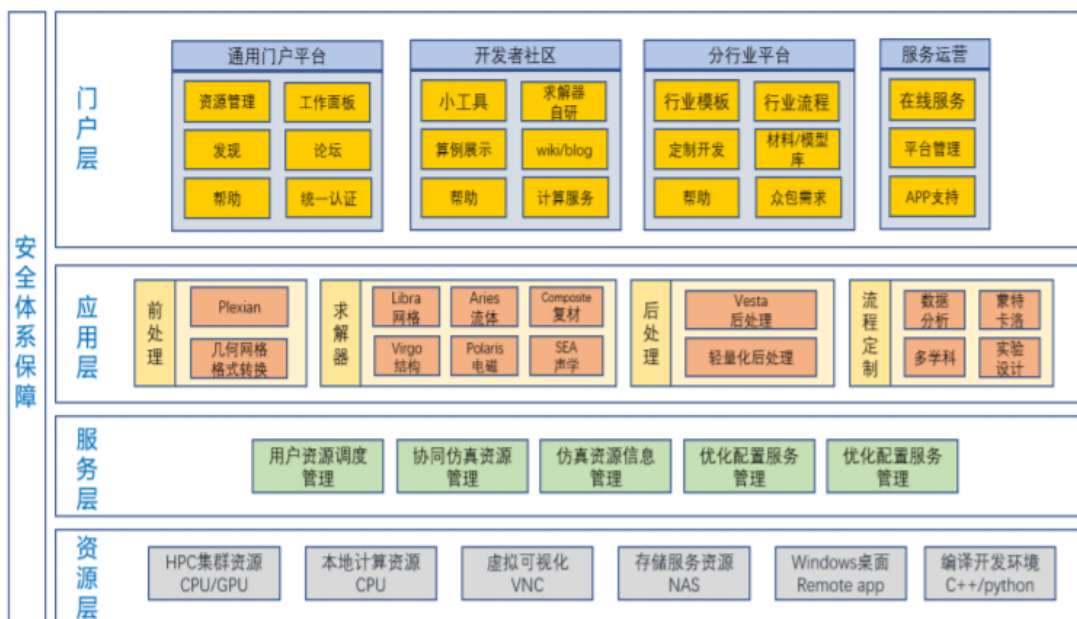 安全体系保障
门户层
通用门户平台
资源管理
工作面板
发现
论坛
帮助
统一认证
开发者社区
小工具
求解器
自研
算例展示
wiki/blog
帮助
计算服务
分行业平台
行业模板
行业流程
定制开发
材料/模型
库
帮助
众包需求
服务运营
在线服务
平台管理
APP支持
应用层
前处理
Plexian
几何网格
格式转换
求解器
Libra
网格
Aries
流体
Composite
复材
Virgo
结构
Polaris
电磁
SEA
声学
后处理
Vesta
后处理
轻量化后处理
流程定制
数据
分析
蒙特
卡洛
多学科
实验
设计
服务层
用户资源调度
管理
协同仿真资源
管理
仿真资源信息
管理
优化配置服务
管理
优化配置服务
管理
资源层
HPC集群资源
CPU/GPU
本地计算资源
CPU
虚拟可视化
VNC
存储服务资源
NAS
Windows桌面
Remote app
编译开发环境
C++/python